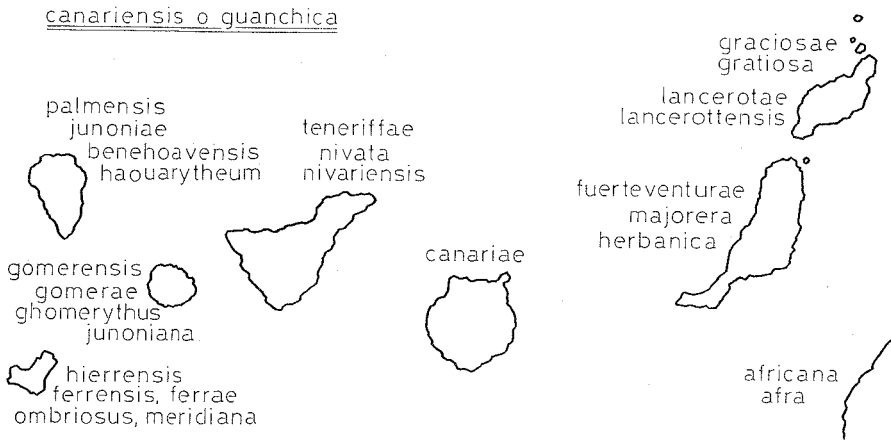 canariensis o guanchica
graciosae
gratiosa
lancerotae
lancerottensis
palmensis
junoniae
benehoavensis
haouarytheum
teneriffae
nivata
nivariensis
fuerteventurae
majorera
herbanica
canariae
gomerensis
gomerae
ghomerythus
junoniana
hierrensis
ferrensis, ferrae
ombriosus, meridiana
africana
afra